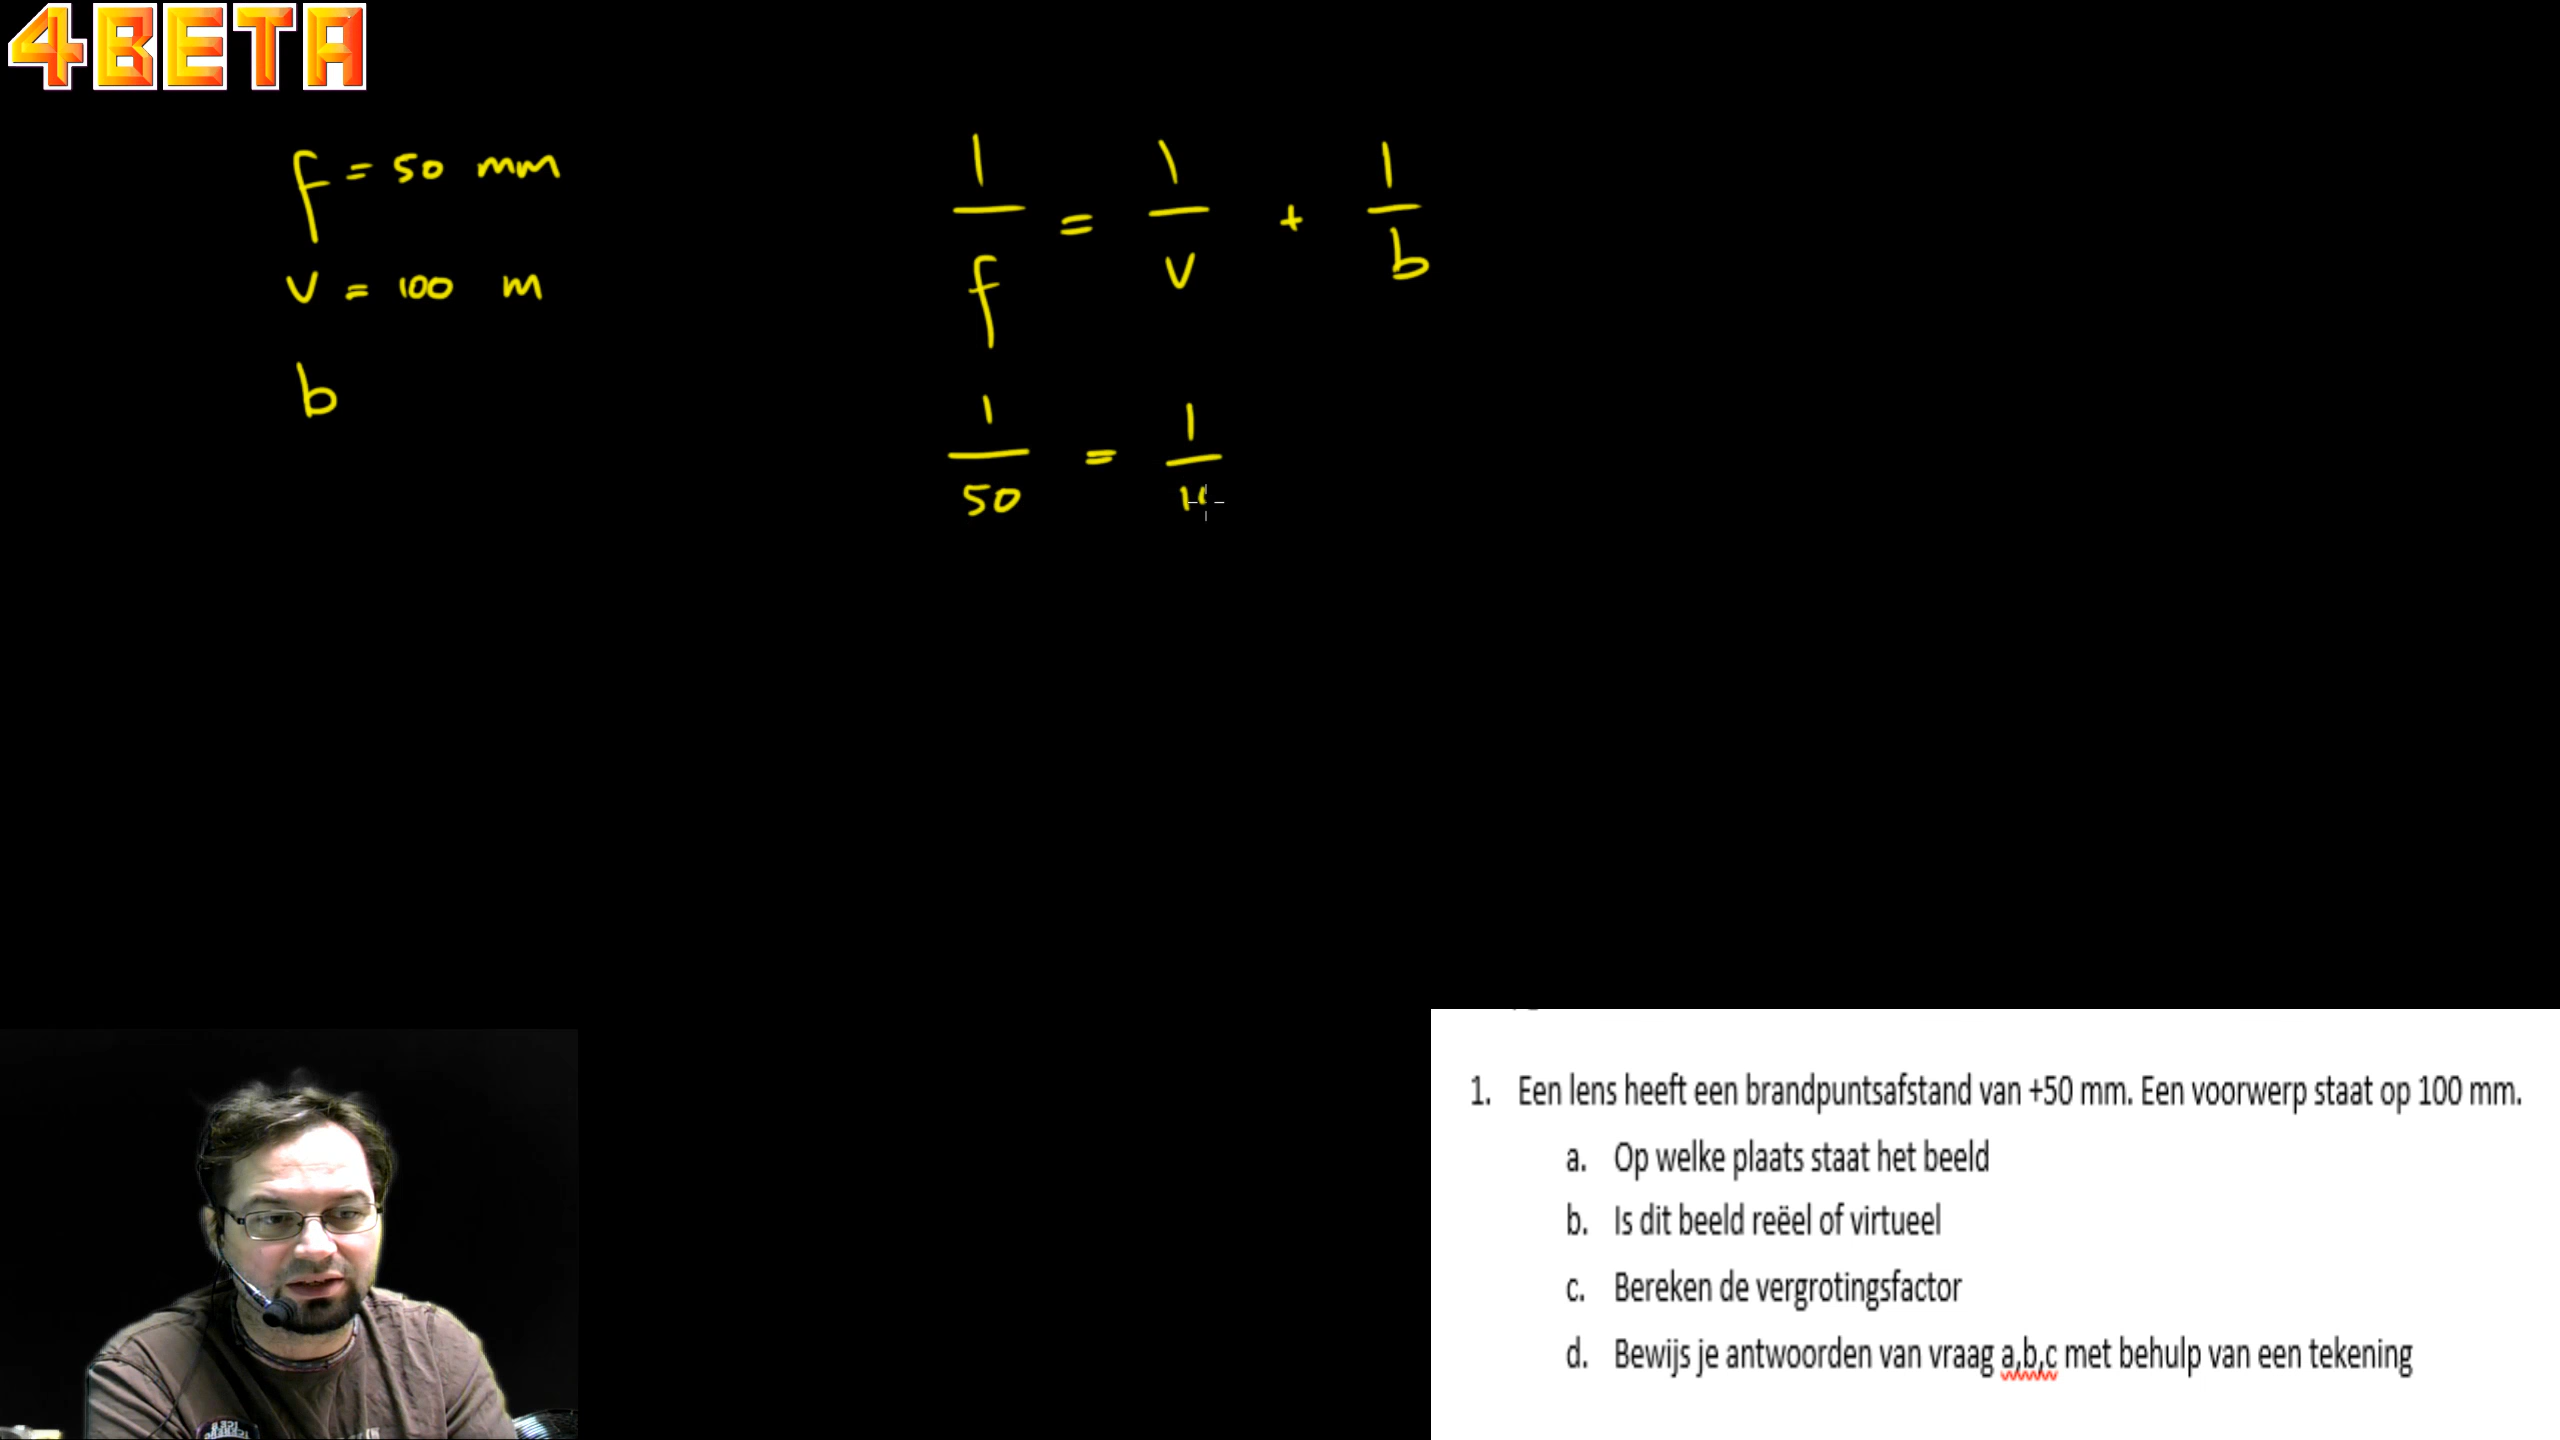 4BETA
f = 50 mm
v = 100 m
b
1/f = 1/v + 1/b
1/50 = 1/10
1. Een lens heeft een brandpuntsafstand van +50 mm. Een voorwerp staat op 100 mm.
a. Op welke plaats staat het beeld
b. Is dit beeld reëel of virtueel
c. Bereken de vergrotingsfactor
d. Bewijs je antwoorden van vraag a,b,c met behulp van een tekening